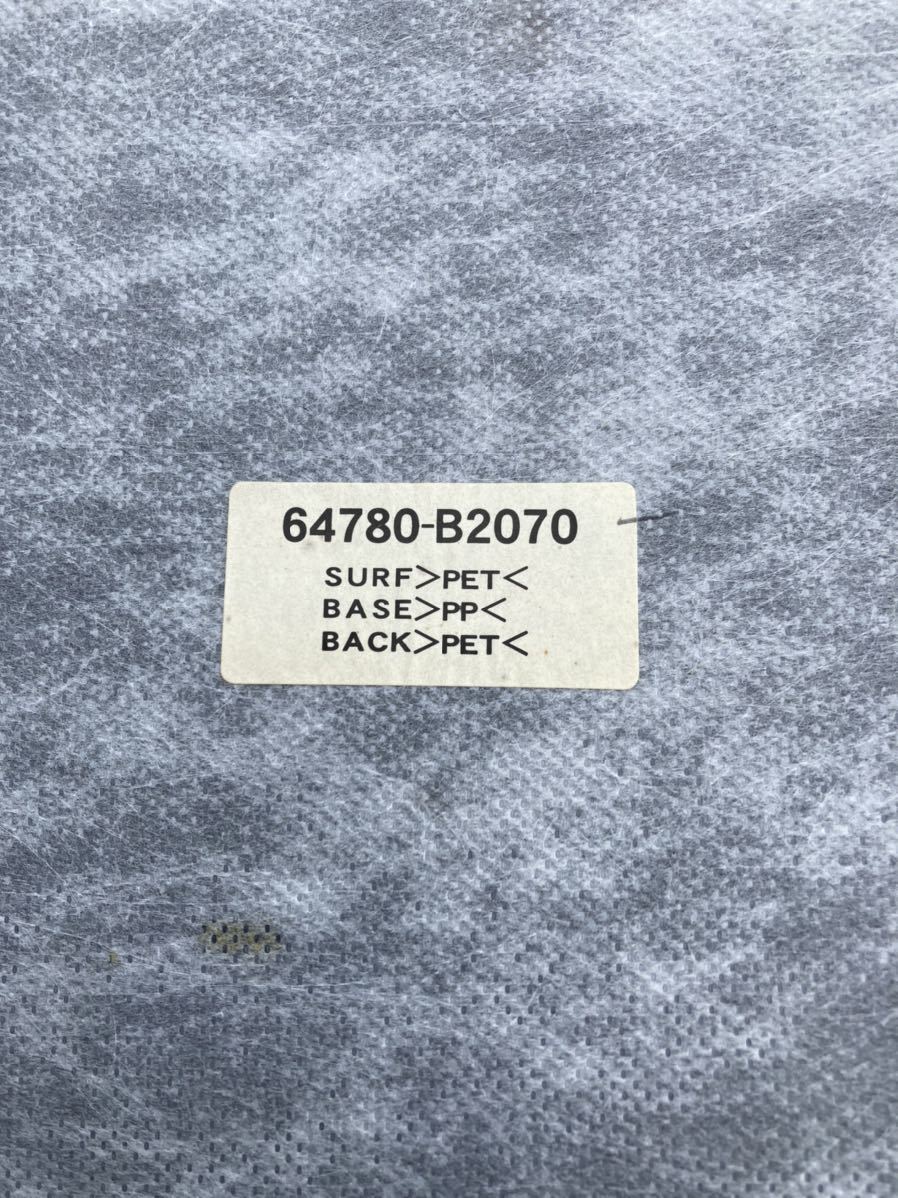 64780-B2070
SURF>PET<
BASE>PP<
BACK>PET<